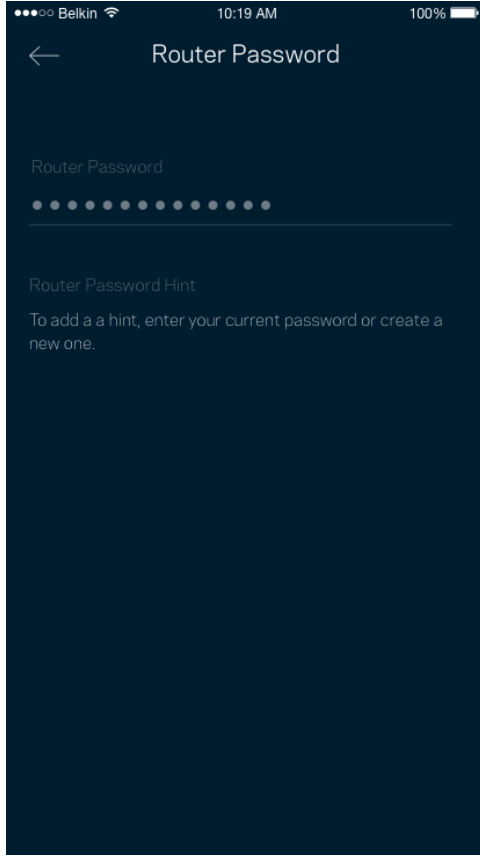 ●●●○○ Belkin 10:19 AM 100%
Router Password
Router Password
●●●●●●●●●●●●●●
Router Password Hint
To add a a hint, enter your current password or create a
new one.